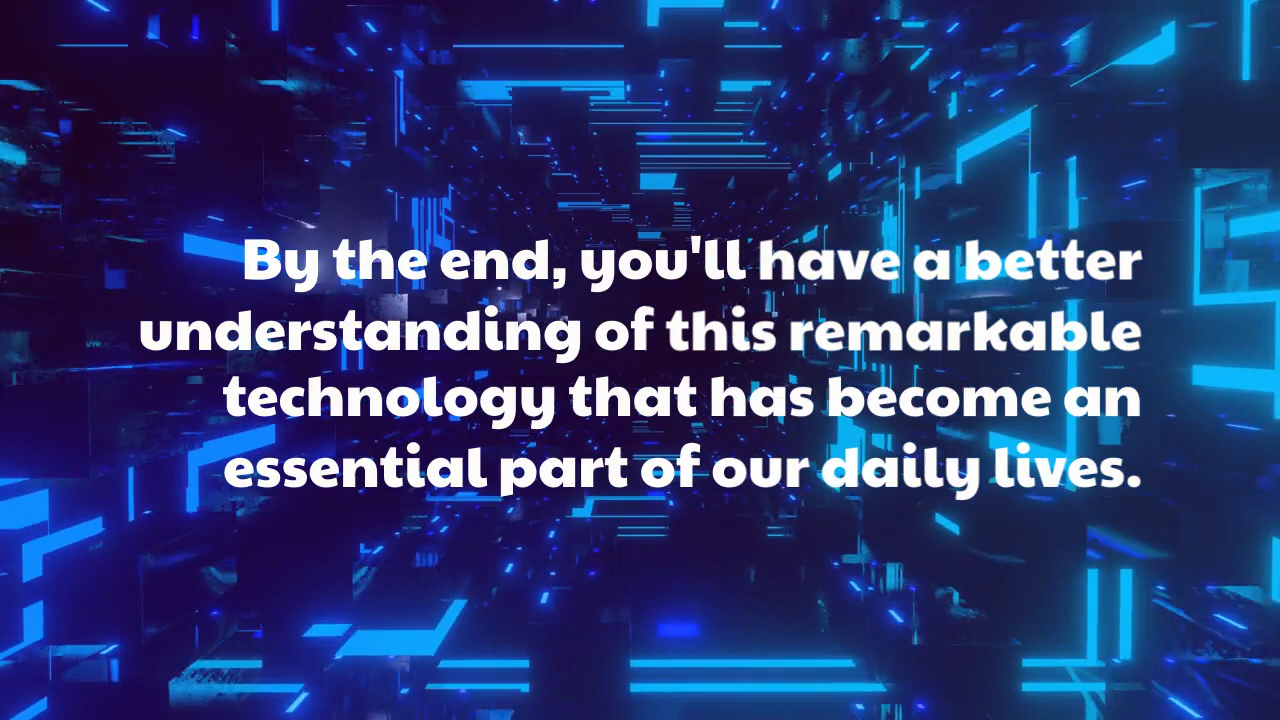 By the end, you'll have a better
understanding of this remarkable
technology that has become an
essential part of our daily lives.